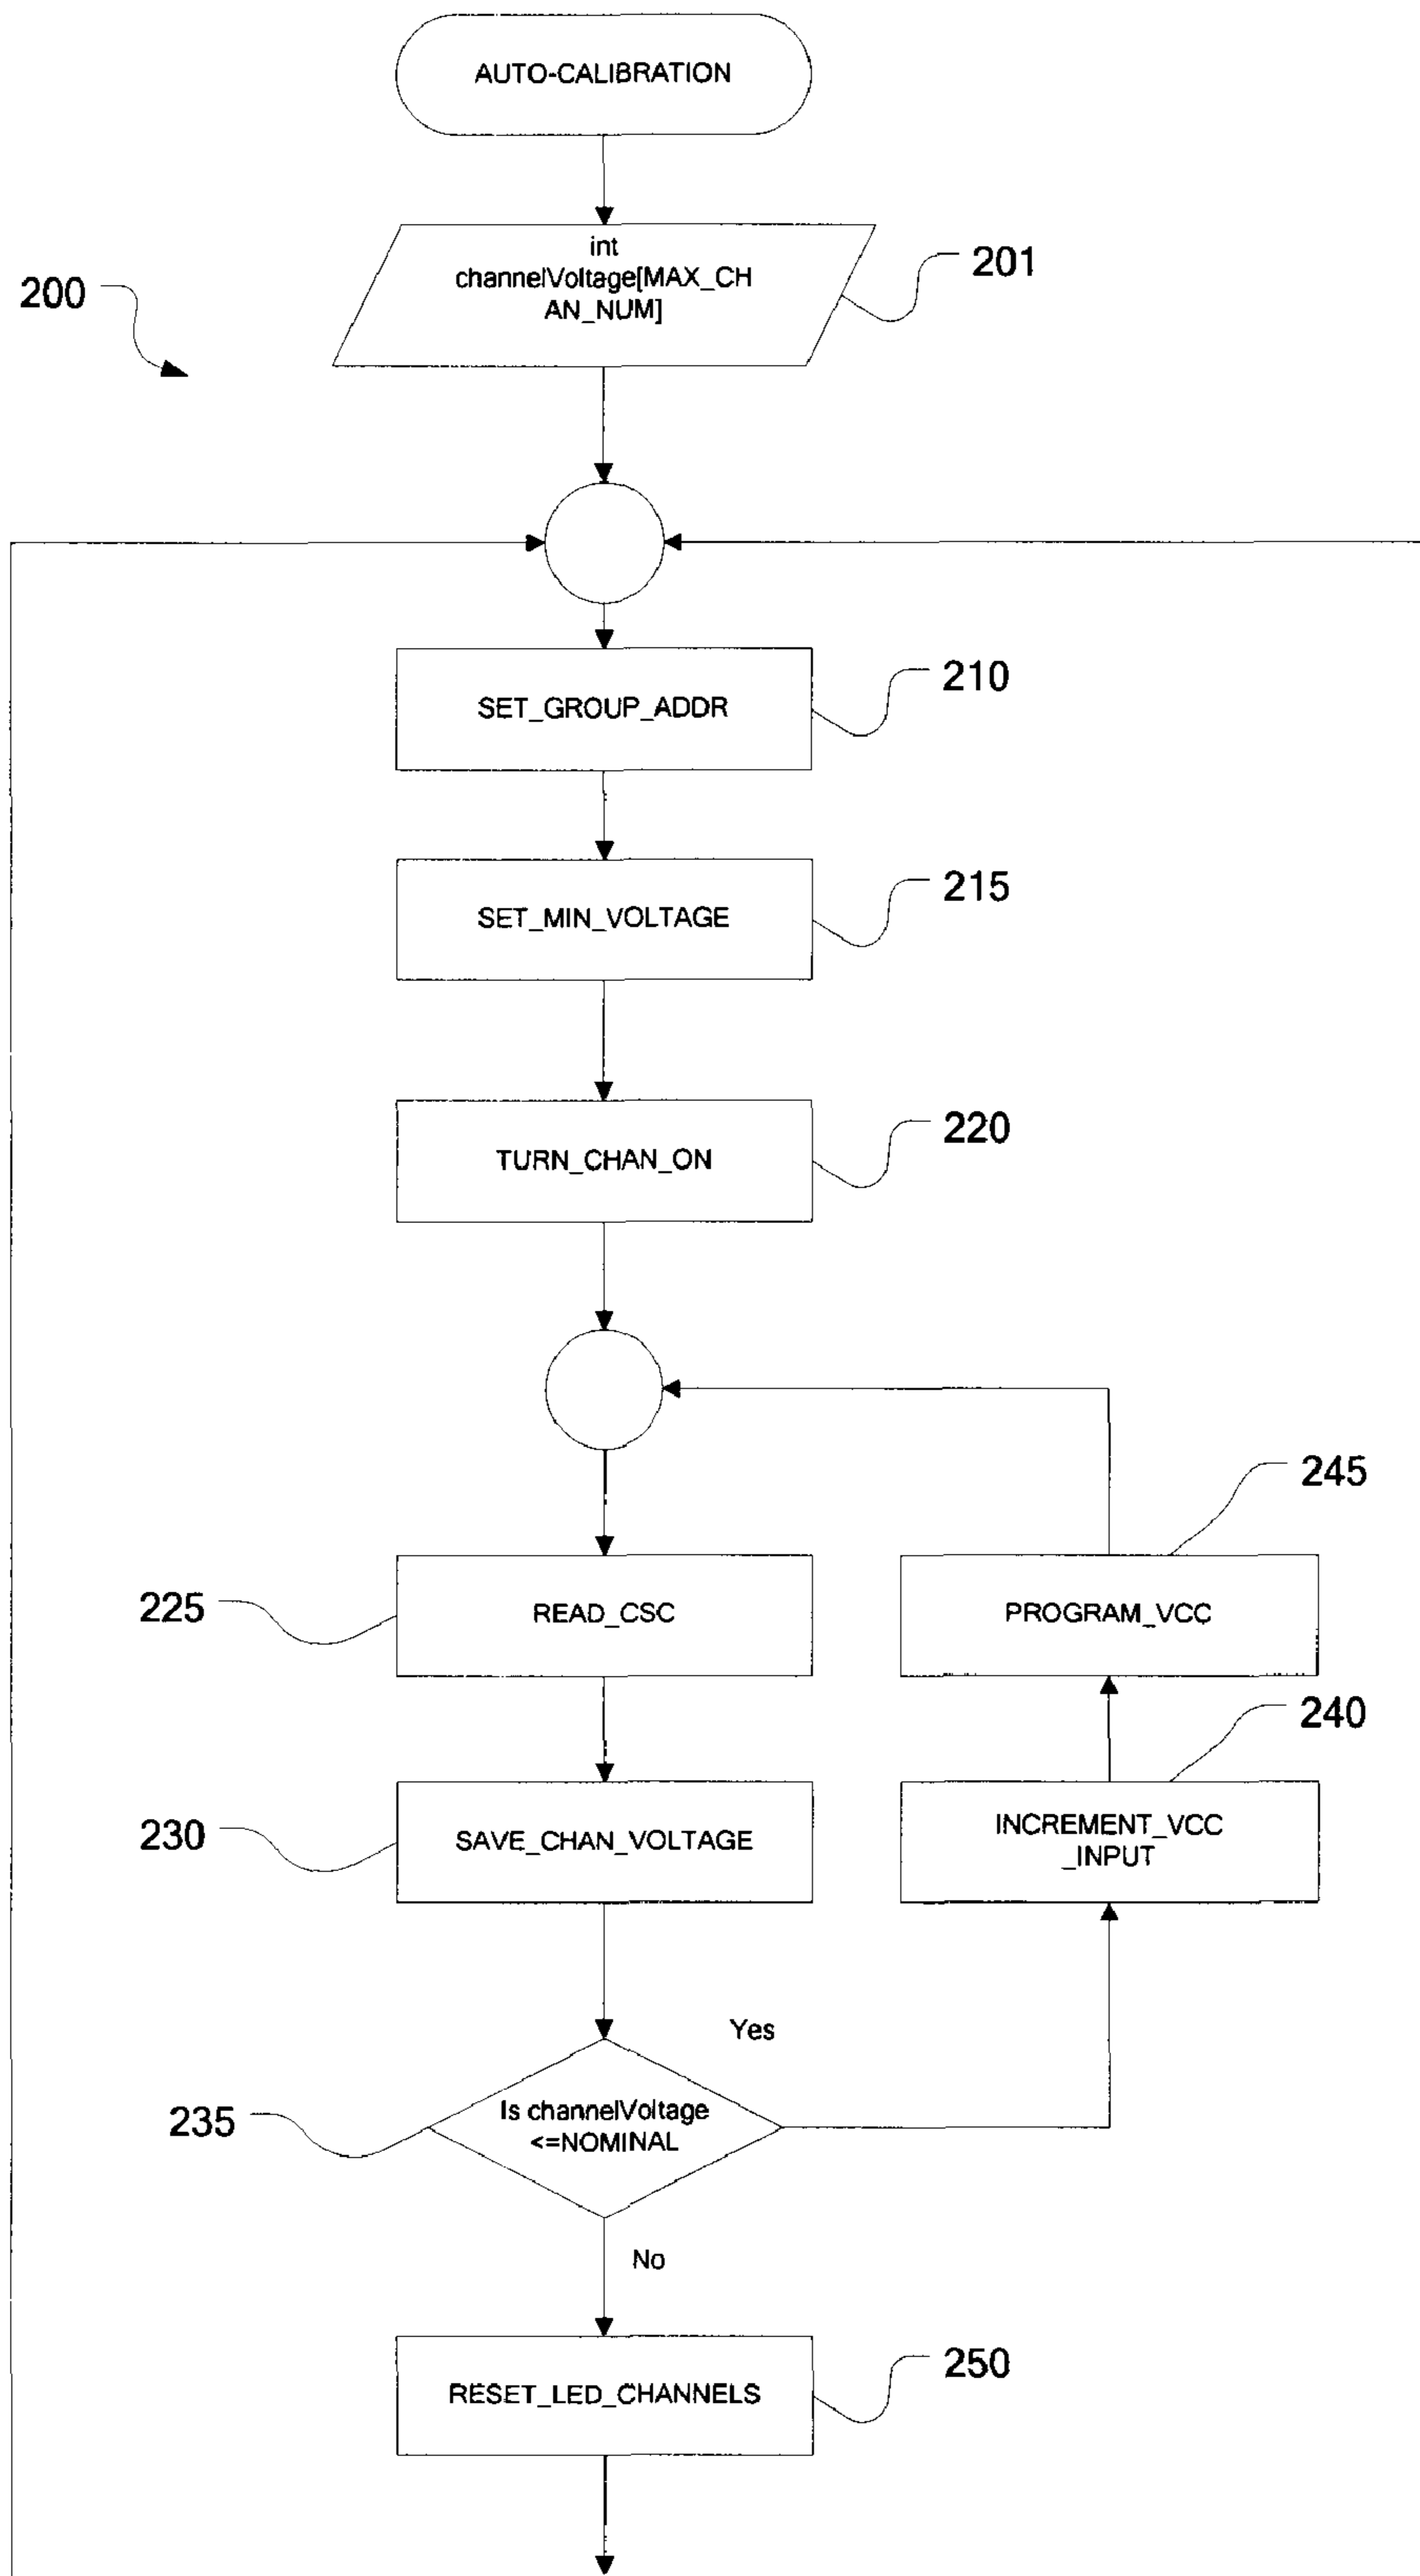 AUTO-CALIBRATION
int
channelVoltage[MAX_CH
AN_NUM]
201
200
SET_GROUP_ADDR
210
SET_MIN_VOLTAGE
215
TURN_CHAN_ON
220
245
225
READ_CSC
PROGRAM_VCC
240
230
SAVE_CHAN_VOLTAGE
INCREMENT_VCC
_INPUT
Yes
235
Is channelVoltage
<=NOMINAL
No
RESET_LED_CHANNELS
250